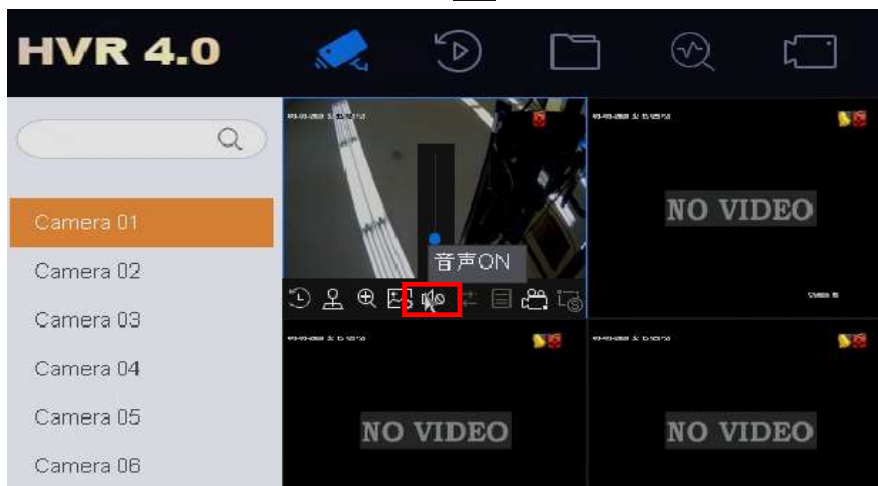 HVR 4.0
Camera 01
NO VIDEO
音声ON
Camera 02
Camera 03
Camera 04
Camera 05
NO VIDEO
NO VIDEO
Camera 06